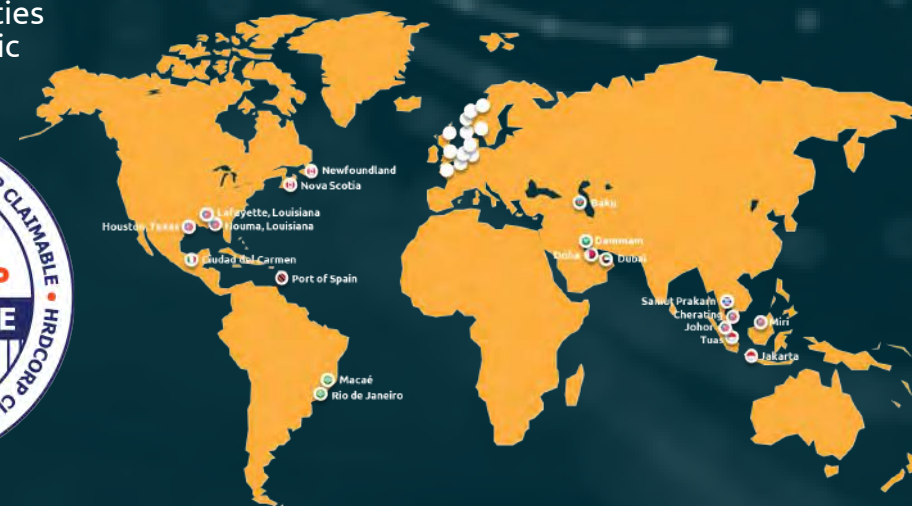 ties
ic
CLAIMABLE • HRDCORP CL
E
Newfoundland
Nova Scotia
Lafayette, Louisiana
Houston, Texas
Houma, Louisiana
Ciudad del Carmen
Port of Spain
Macaé
Rio de Janeiro
Baku
Dammam
Doha
Dubai
Samut Prakarn
Cherating
Johor
Miri
Tuas
Jakarta